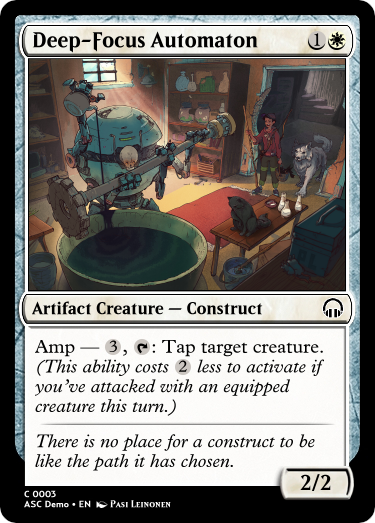 Deep-Focus Automaton 1
Artifact Creature — Construct
Amp — 3, : Tap target creature.
(This ability costs 2 less to activate if
you've attacked with an equipped
creature this turn.)
There is no place for a construct to be
like the path it has chosen.
2/2
C 0003
ASC Demo • EN Pasi Leinonen